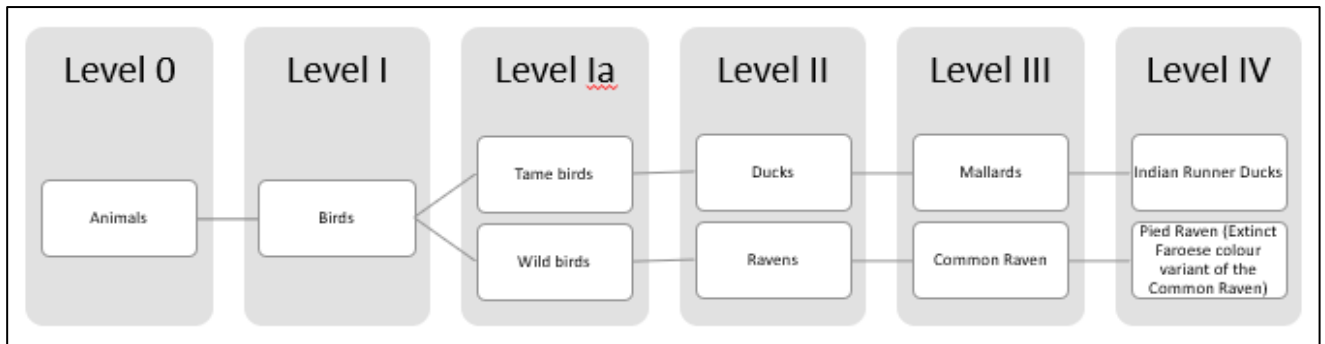 Level 0
Level I
Level Ia
Level II
Level III
Level IV
Animals
Birds
Tame birds
Wild birds
Ducks
Ravens
Mallards
Common Raven
Indian Runner Ducks
Pied Raven (Extinct
Faroese colour
variant of the
Common Raven)